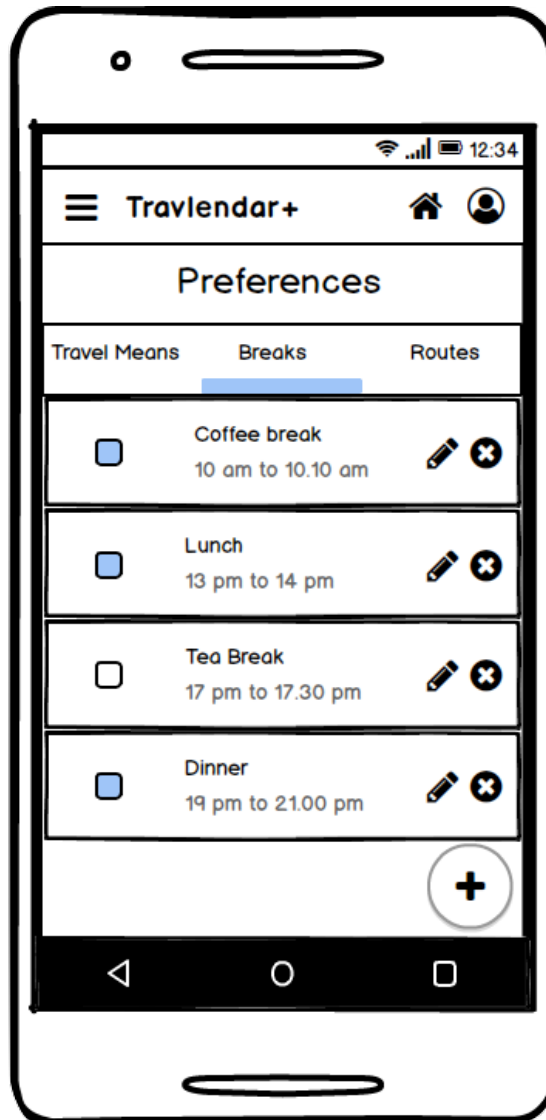 12:34
Travlendar+
Preferences
Travel Means Breaks Routes
Coffee break
10 am to 10.10 am
Lunch
13 pm to 14 pm
Tea Break
17 pm to 17.30 pm
Dinner
19 pm to 21.00 pm